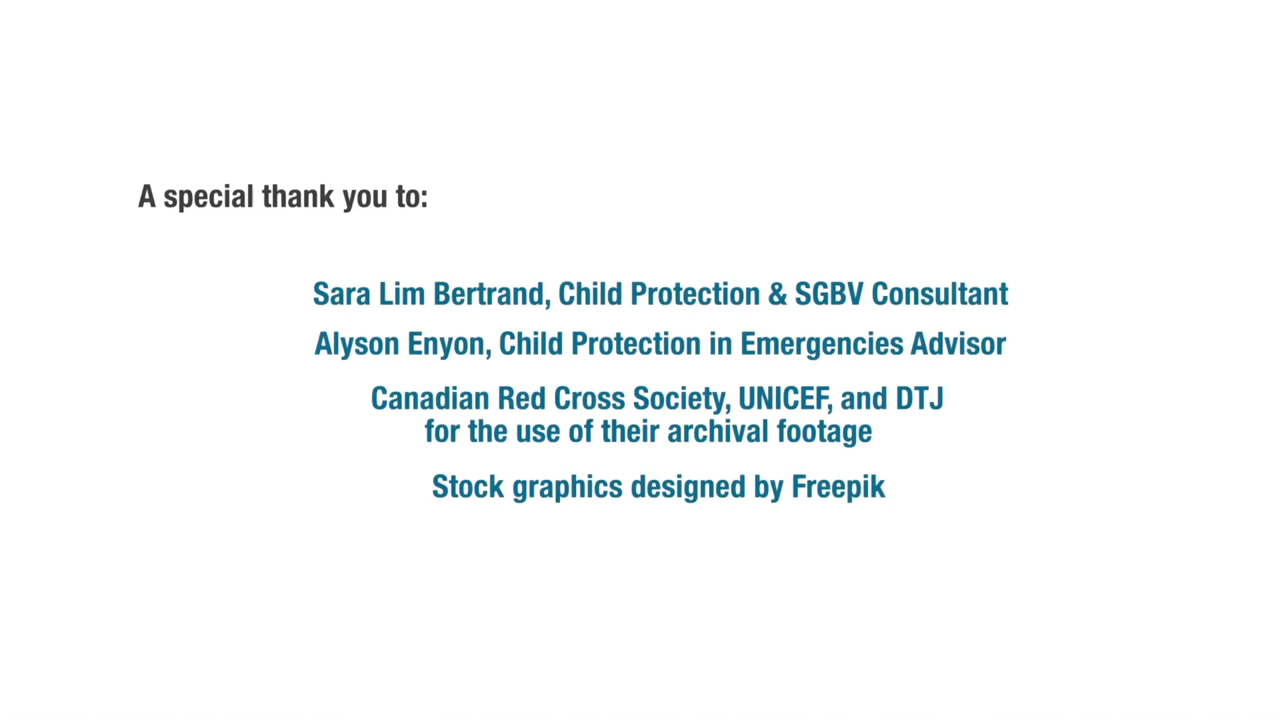 A special thank you to:
Sara Lim Bertrand, Child Protection & SGBV Consultant
Alyson Enyon, Child Protection in Emergencies Advisor
Canadian Red Cross Society, UNICEF, and DTJ
for the use of their archival footage
Stock graphics designed by Freepik